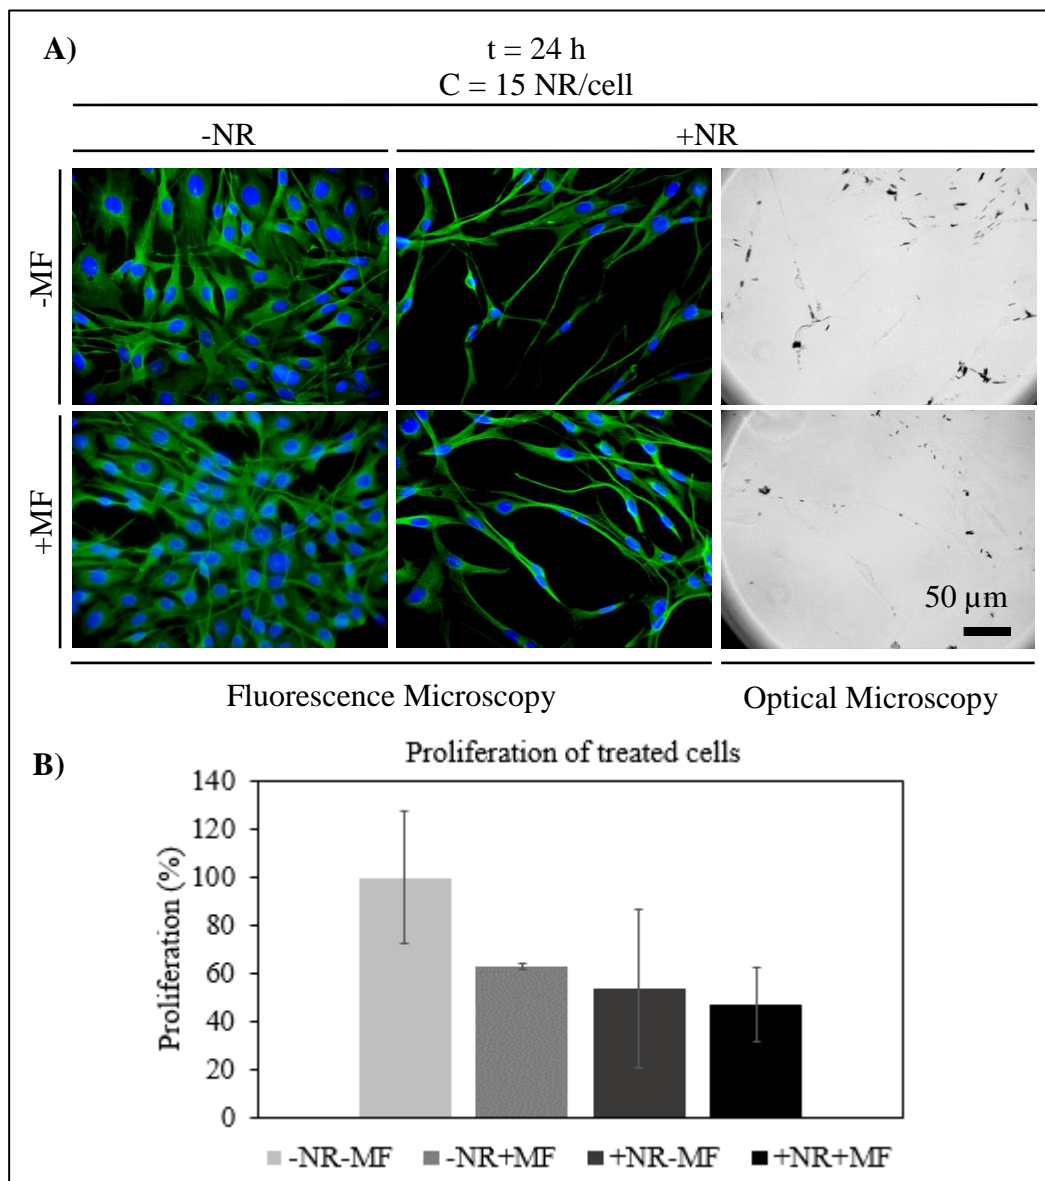 A)
t = 24 h
C = 15 NR/cell
-NR
+NR
-MF
+MF
50 µm
Fluorescence Microscopy
Optical Microscopy
B)
Proliferation of treated cells
Proliferation (%)
140
120
100
80
60
40
20
0
-NR-MF -NR+MF +NR-MF +NR+MF